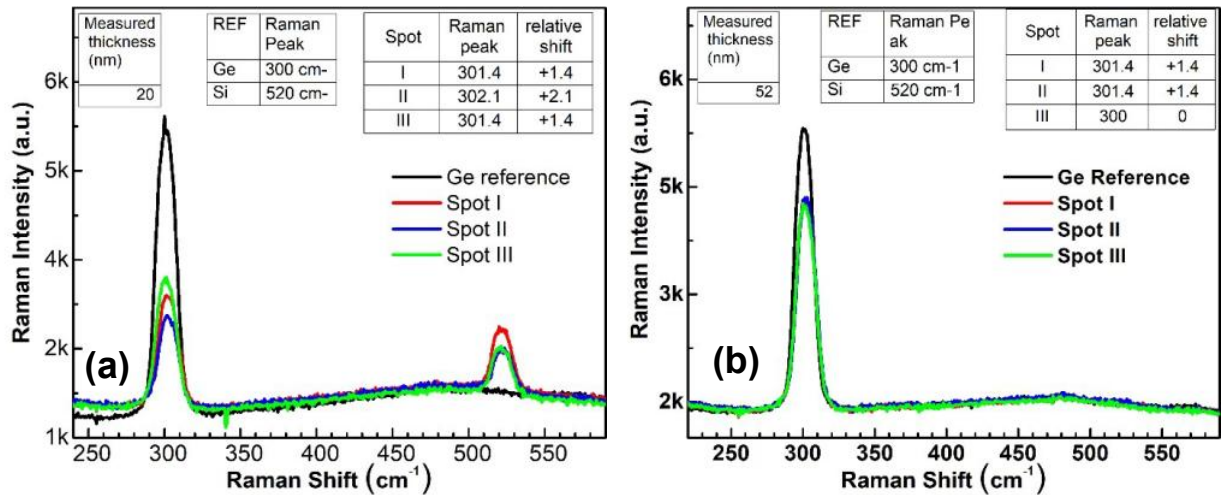 Measured
thickness
(nm)
20
REF Raman
Peak
Ge 300 cm-
Si 520 cm-
Spot Raman
peak relative
shift
I 301.4 +1.4
II 302.1 +2.1
III 301.4 +1.4
Ge reference
Spot I
Spot II
Spot III
6k
5k
4k
2k
1k
Raman Intensity (a.u.)
(a)
250 300 350 400 450 500 550
Raman Shift (cm-1)
Measured
thickness
(nm)
52
REF Raman Pe
ak
Ge 300 cm-1
Si 520 cm-1
Spot Raman
peak relative
shift
I 301.4 +1.4
II 301.4 +1.4
III 300 0
Ge Reference
Spot I
Spot II
Spot III
6k
5k
3k
2k
Raman Intensity (a.u.)
(b)
250 300 350 400 450 500 550
Raman Shift (cm-1)